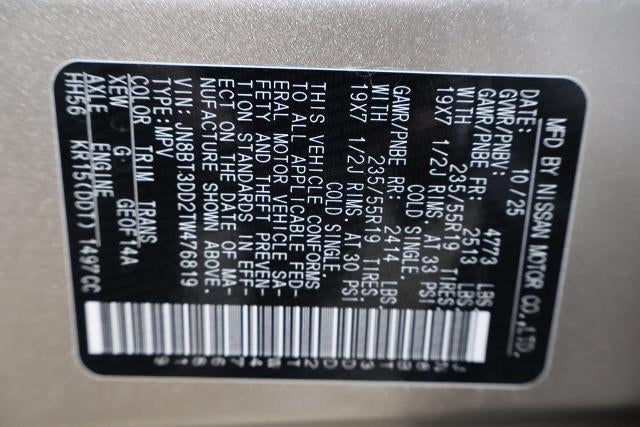 MFD BY NISSAN MOTOR CO.,LTD.
DATE: 10/25
GVWR/PNBV: 4773 LBS
GAWR/PNBE FR: 2513 LBS
WITH 235/55R19 TIRES,
19X7 1/2J RIMS, AT 33 PSI
COLD SINGLE.
GAWR/PNBE RR: 2414 LBS
WITH 235/55R19 TIRES,
19X7 1/2J RIMS, AT 30 PSI
COLD SINGLE.
THIS VEHICLE CONFORMS
TO ALL APPLICABLE FED-
ERAL MOTOR VEHICLE SA-
FETY AND THEFT PREVEN-
TION STANDARDS IN EFF-
ECT ON THE DATE OF MA-
NUFACTURE SHOWN ABOVE.
VIN: JN8BT3DD2TW476819
TYPE: MPV
COLOR TRIM TRANS
XEW G GE0F14A
AXLE ENGINE
HH56 KR15(DDT) 1497CC
JN8BT3DD2TW476819